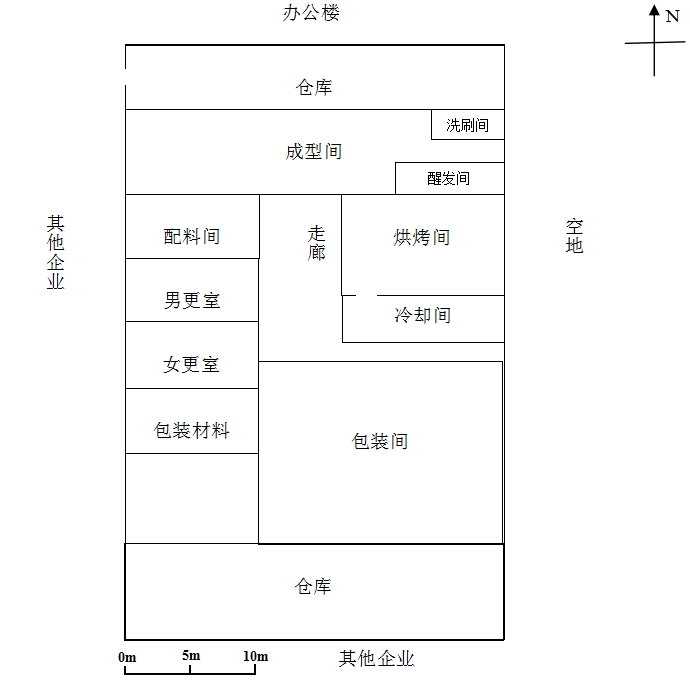 办公楼
N
仓库
洗刷间
成型间
醒发间
其他企业
配料间
走廊
烘烤间
空地
男更室
冷却间
女更室
包装材料
包装间
仓库
0m
5m
10m
其他企业